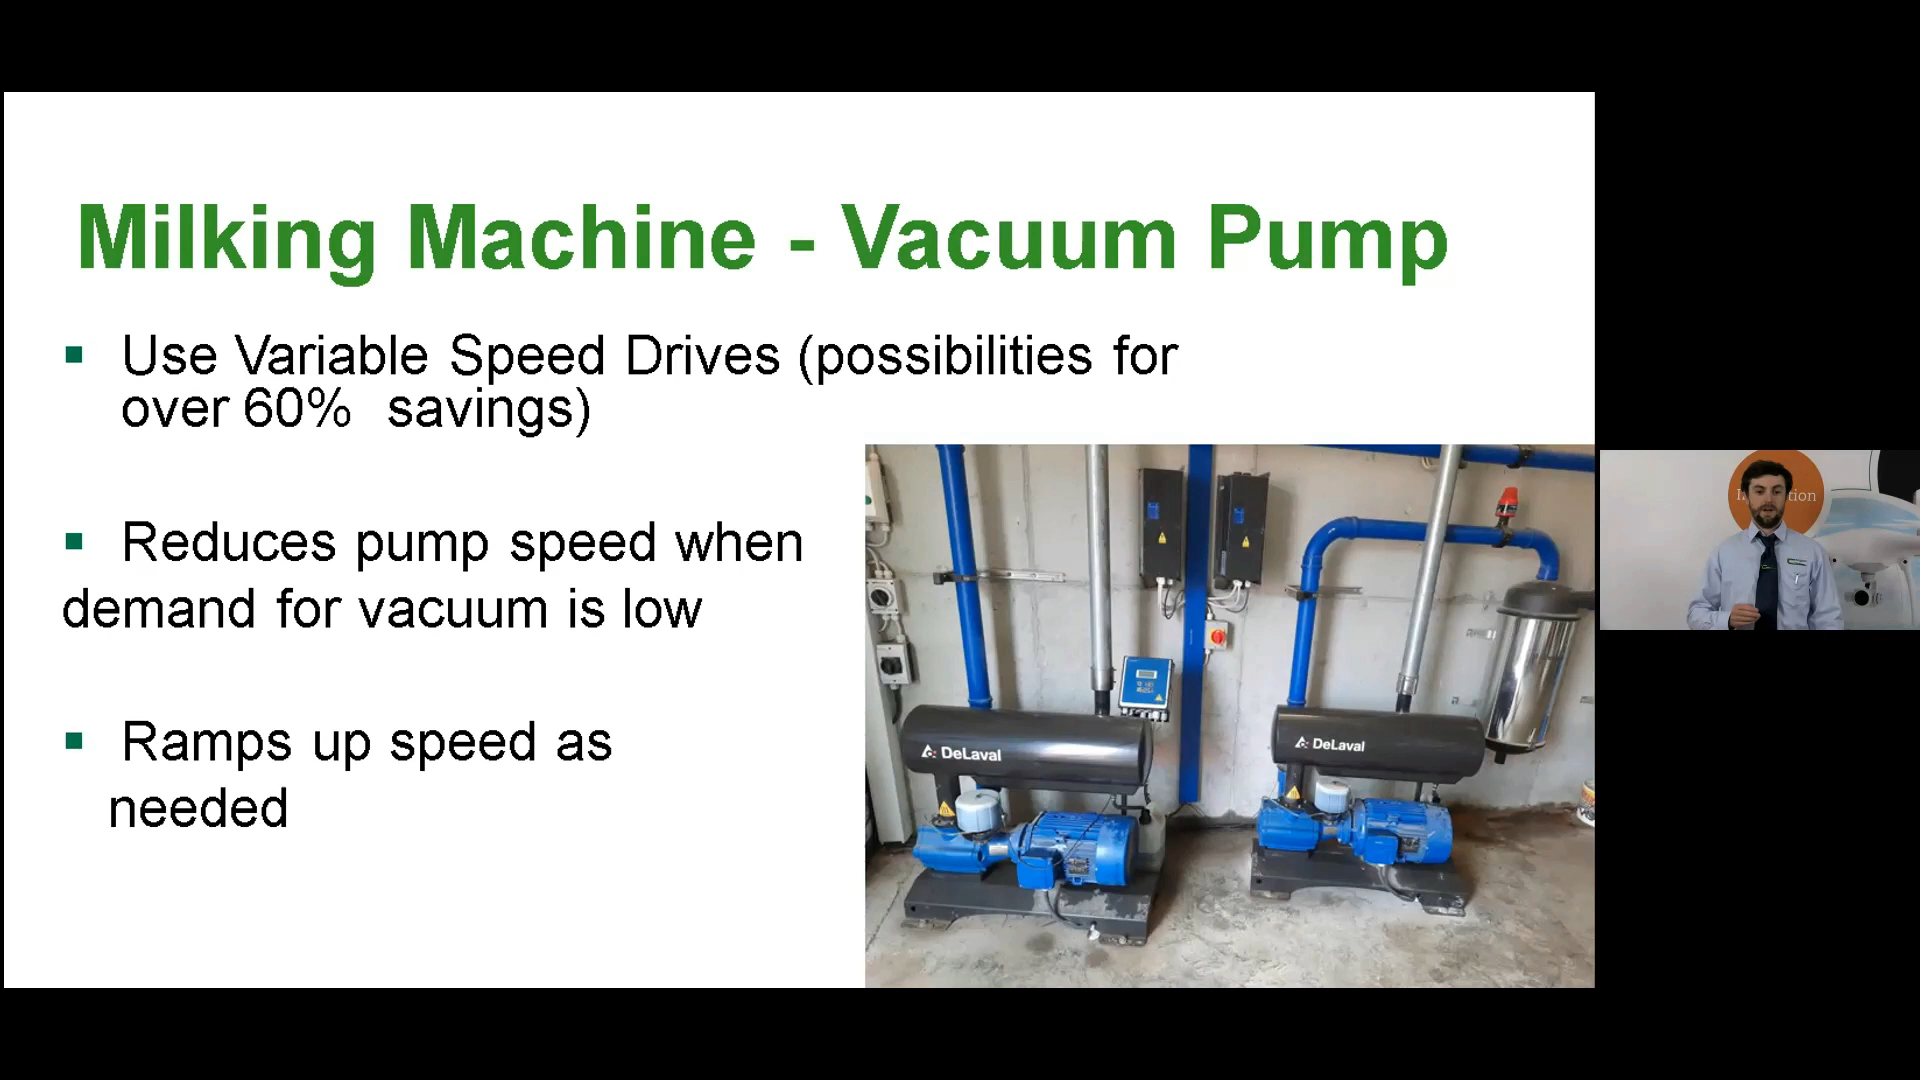 Milking Machine - Vacuum Pump
▪ Use Variable Speed Drives (possibilities for
over 60% savings)
▪ Reduces pump speed when
demand for vacuum is low
▪ Ramps up speed as
needed
DeLaval
DeLaval